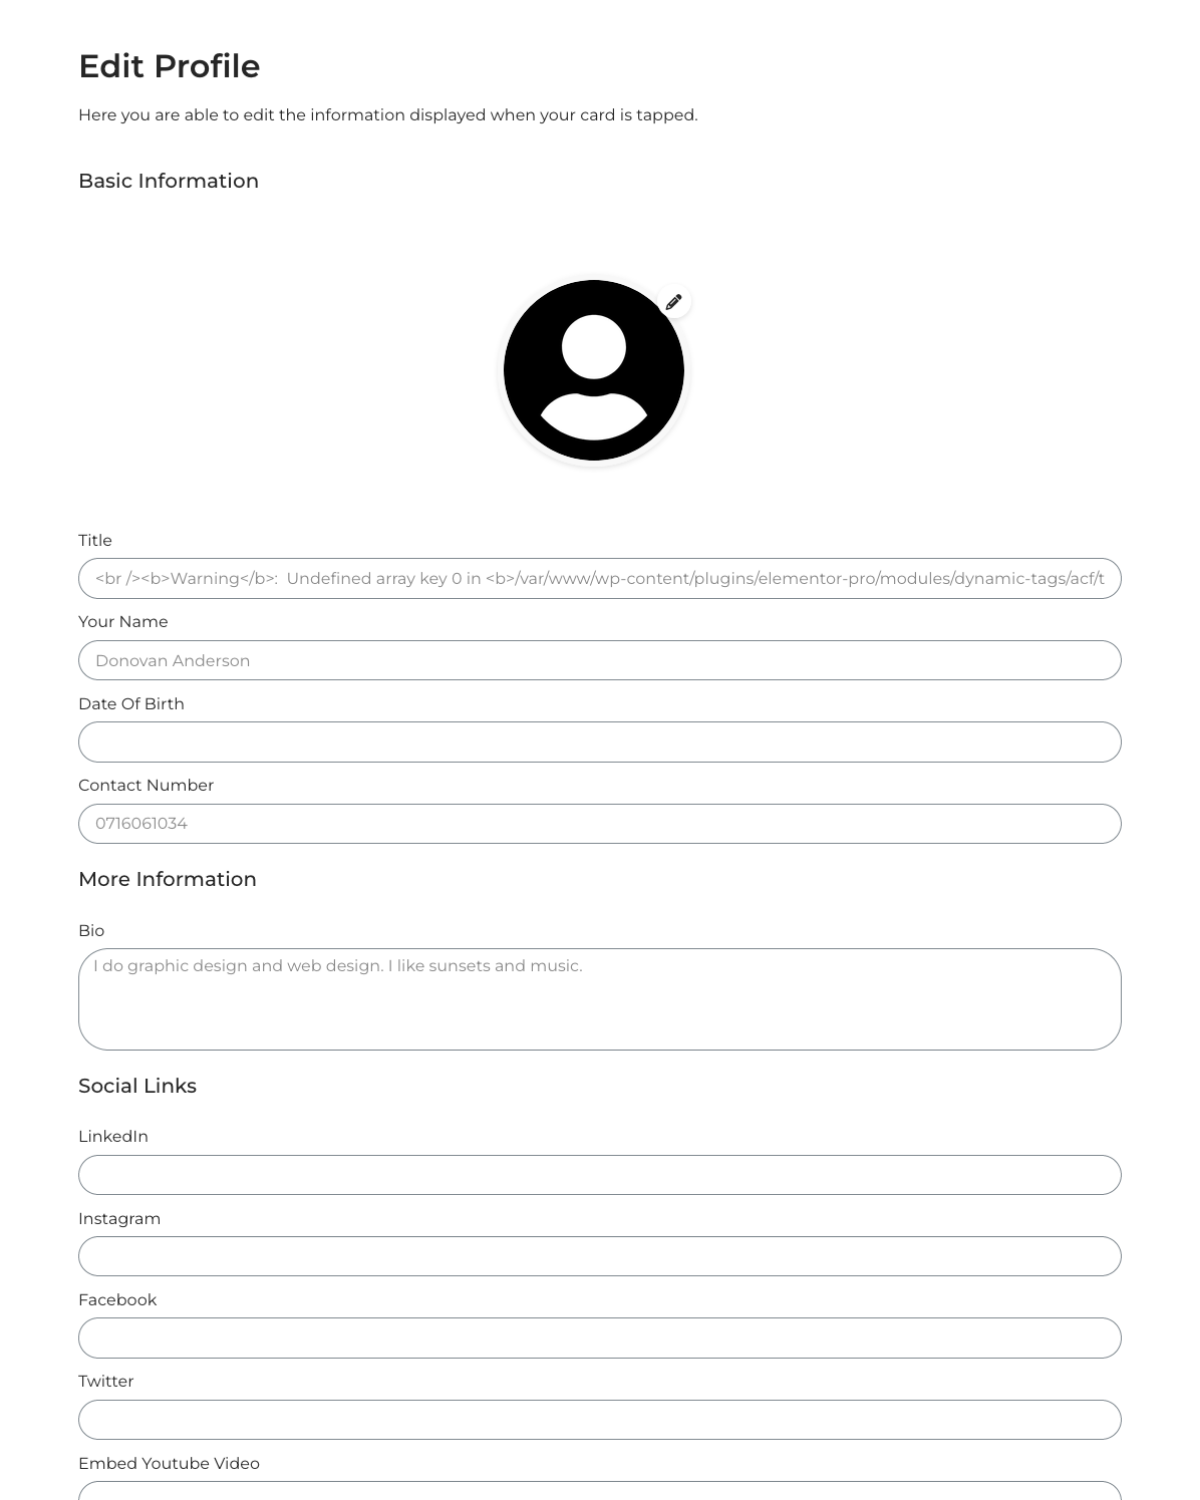 Edit Profile
Here you are able to edit the information displayed when your card is tapped.
Basic Information
Title
<br /><b>Warning</b>:  Undefined array key 0 in <b>/var/www/wp-content/plugins/elementor-pro/modules/dynamic-tags/acf/t
Your Name
Donovan Anderson
Date Of Birth
Contact Number
0716061034
More Information
Bio
I do graphic design and web design. I like sunsets and music.
Social Links
LinkedIn
Instagram
Facebook
Twitter
Embed Youtube Video